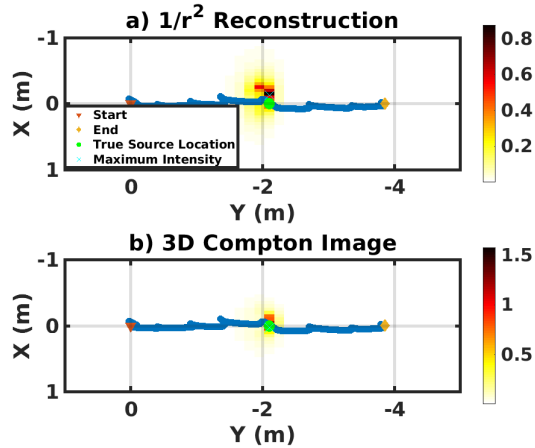 a) 1/r² Reconstruction
-1
0
1
X (m)
Start
End
True Source Location
Maximum Intensity
0
-2
-4
Y (m)
0.8
0.6
0.4
0.2
b) 3D Compton Image
-1
0
1
X (m)
0
-2
-4
Y (m)
1.5
1
0.5